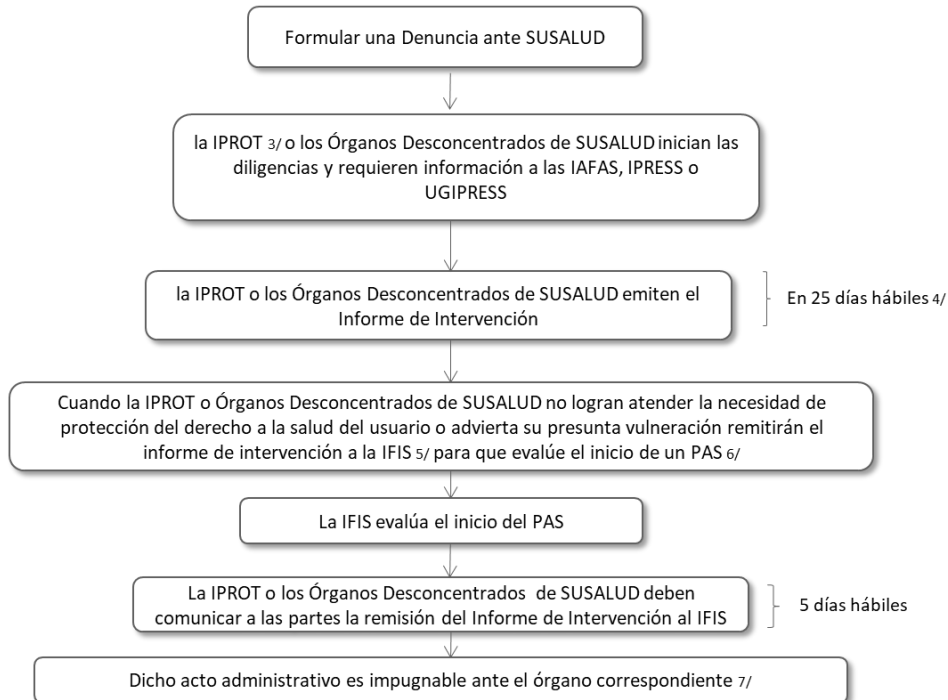 Formular una Denuncia ante SUSALUD
la IPROT 3/ o los Órganos Desconcentrados de SUSALUD inician las
diligencias y requieren información a las IAFAS, IPRESS o
UGIPRESS
la IPROT o los Órganos Desconcentrados de SUSALUD emiten el
Informe de Intervención
En 25 días hábiles 4/
Cuando la IPROT o Órganos Desconcentrados de SUSALUD no logran atender la necesidad de
protección del derecho a la salud del usuario o advierta su presunta vulneración remitirán el
informe de intervención a la IFIS 5/ para que evalúe el inicio de un PAS 6/
La IFIS evalúa el inicio del PAS
La IPROT o los Órganos Desconcentrados de SUSALUD deben
comunicar a las partes la remisión del Informe de Intervención al IFIS
5 días hábiles
Dicho acto administrativo es impugnable ante el órgano correspondiente 7/